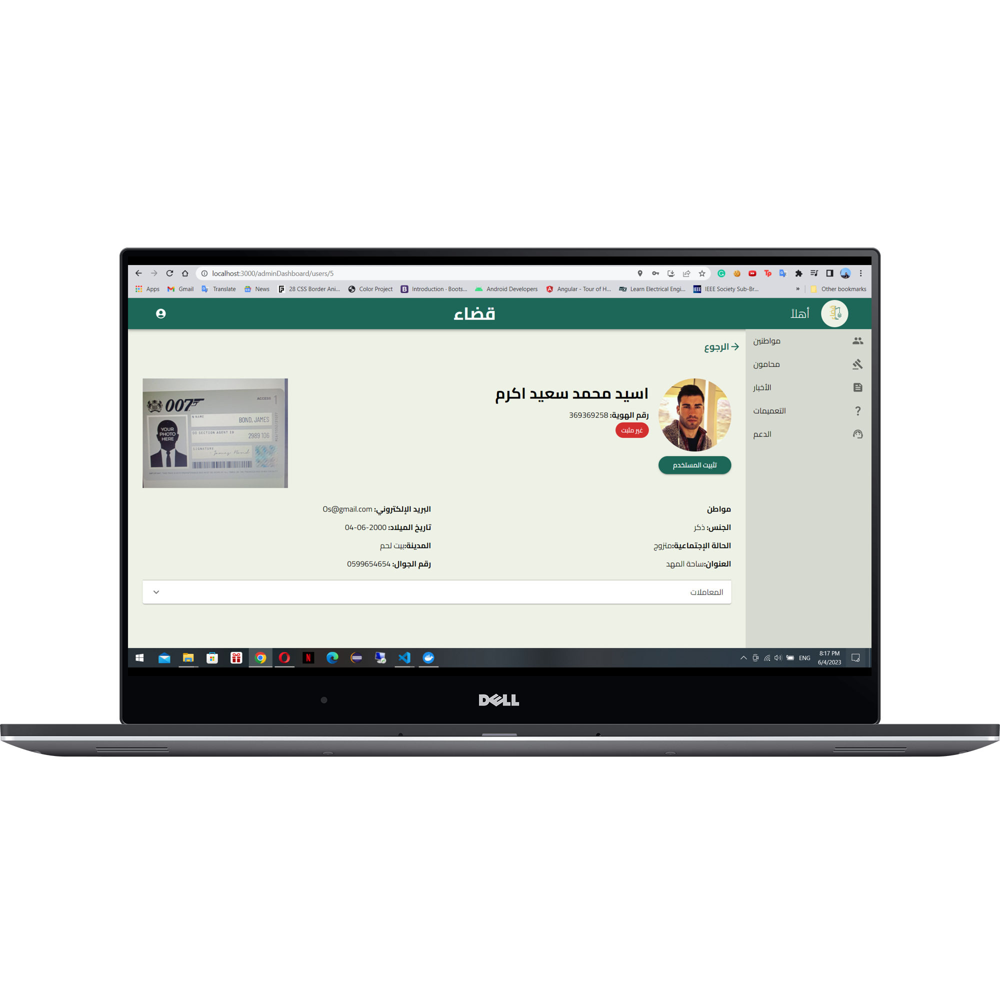 localhost:3000/adminDashboard/users/5
Apps Gmail Translate News 28 CSS Border Ani... Color Project Introduction · Boots... Android Developers Angular - Tour of H... Learn Electrical Engi... IEEE Society Sub-Br... » Other bookmarks
أهلاً
قضاء
مواطنين
محامون
الأخبار
التعميمات
الدعم
الرجوع
اسيد محمد سعيد اكرم
رقم الهوية: 369369258
غير مثبت
تثبيت المستخدم
007
ACCESS 1
NAME
BOND, JAMES
OO SECTION AGENT ID
2989 106
SIGNATURE
James Bond
YOUR
PHOTO
HERE
مواطن
البريد الإلكتروني: Os@gmail.com
الجنس: ذكر
تاريخ الميلاد: 2000-06-04
الحالة الإجتماعية:متزوج
المدينة:بيت لحم
العنوان:ساحة المهد
رقم الجوال: 0599654654
المعاملات
ENG
8:17 PM
6/4/2023
DELL